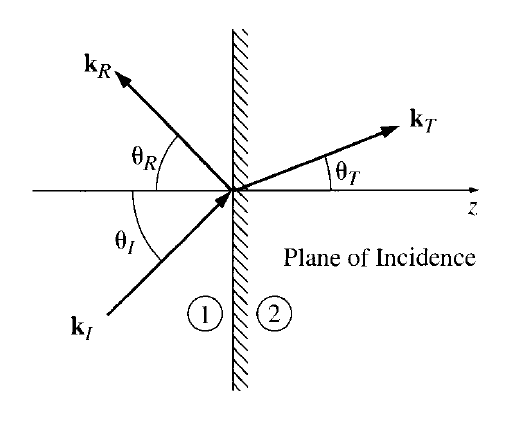 k_R
k_T
θ_R
θ_T
z
θ_I
Plane of Incidence
1 2
k_I